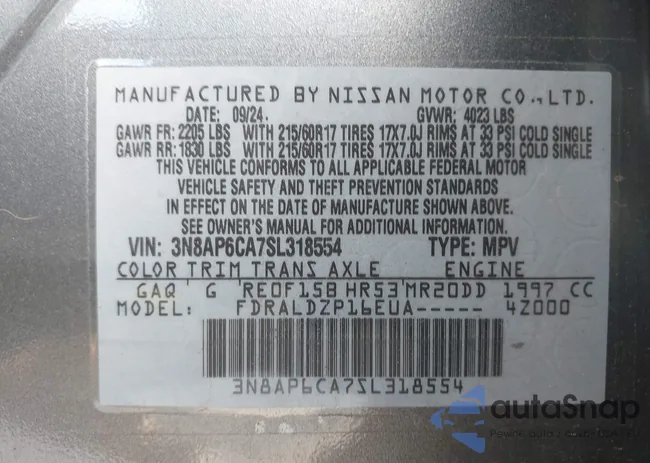 MANUFACTURED BY NISSAN MOTOR CO., LTD.
DATE: 09/24. GVWR: 4023 LBS
GAWR FR: 2205 LBS WITH 215/60R17 TIRES 17X7.0J RIMS AT 33 PSI COLD SINGLE
GAWR RR: 1830 LBS WITH 215/60R17 TIRES 17X7.0J RIMS AT 33 PSI COLD SINGLE
THIS VEHICLE CONFORMS TO ALL APPLICABLE FEDERAL MOTOR
VEHICLE SAFETY AND THEFT PREVENTION STANDARDS
IN EFFECT ON THE DATE OF MANUFACTURE SHOWN ABOVE.
SEE OWNER'S MANUAL FOR ADDITIONAL INFORMATION.
VIN: 3N8AP6CA7SL318554 TYPE: MPV
COLOR TRIM TRANS AXLE ENGINE
GAQ G RE0F15B HR53 MR20DD 1997 CC
MODEL: FDRALDZP16EUA----- 4Z000
3N8AP6CA7SL318554
autaSnap